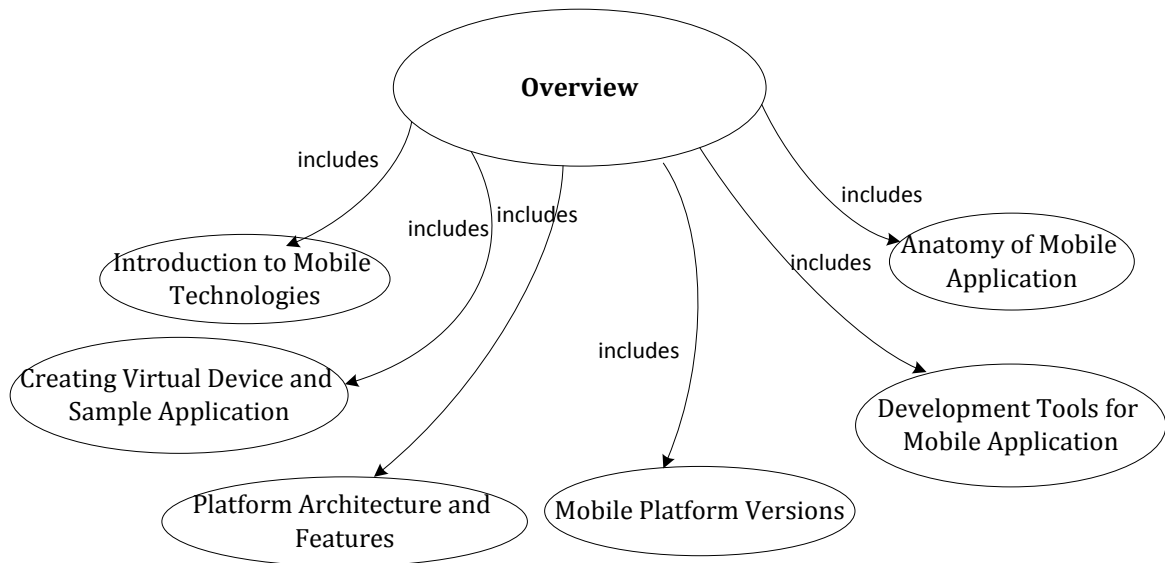 Overview
includes
includes
includes
includes
includes
includes
Introduction to Mobile
Technologies
Anatomy of Mobile
Application
Creating Virtual Device and
Sample Application
Development Tools for
Mobile Application
Platform Architecture and
Features
Mobile Platform Versions